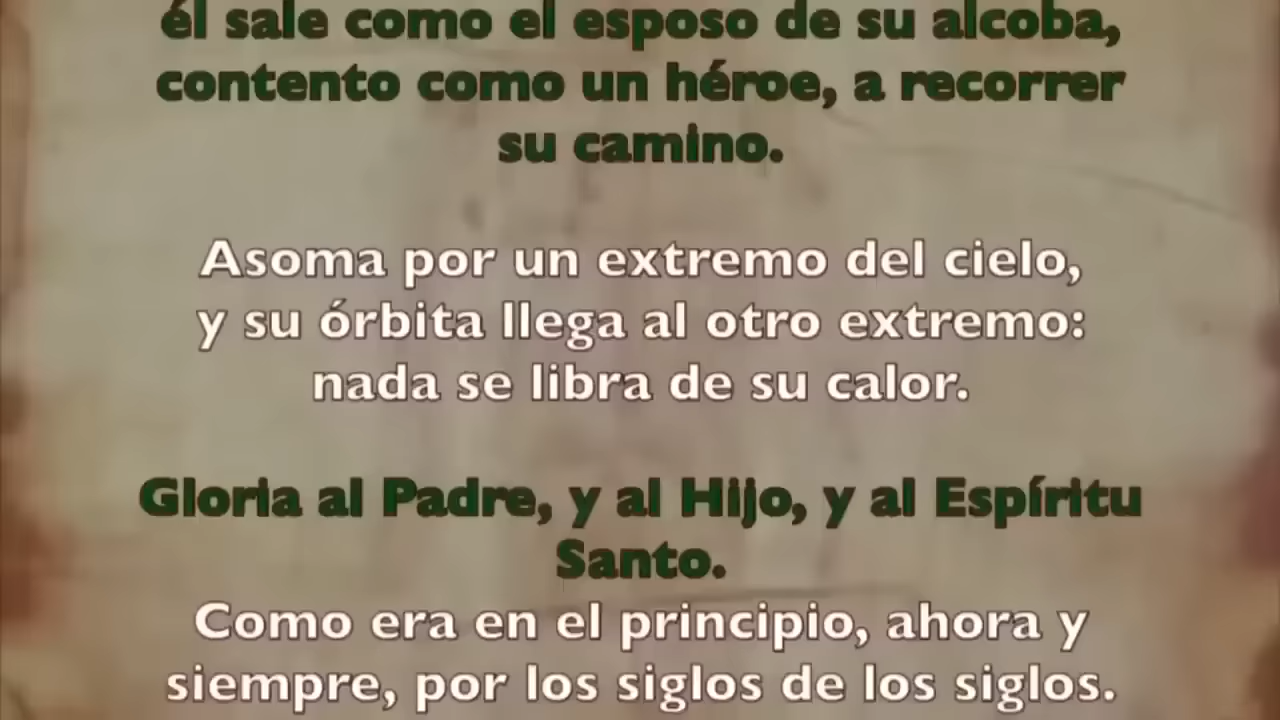 él sale como el esposo de su alcoba,
contento como un héroe, a recorrer
su camino.
Asoma por un extremo del cielo,
y su órbita llega al otro extremo:
nada se libra de su calor.
Gloria al Padre, y al Hijo, y al Espíritu
Santo.
Como era en el principio, ahora y
siempre, por los siglos de los siglos.